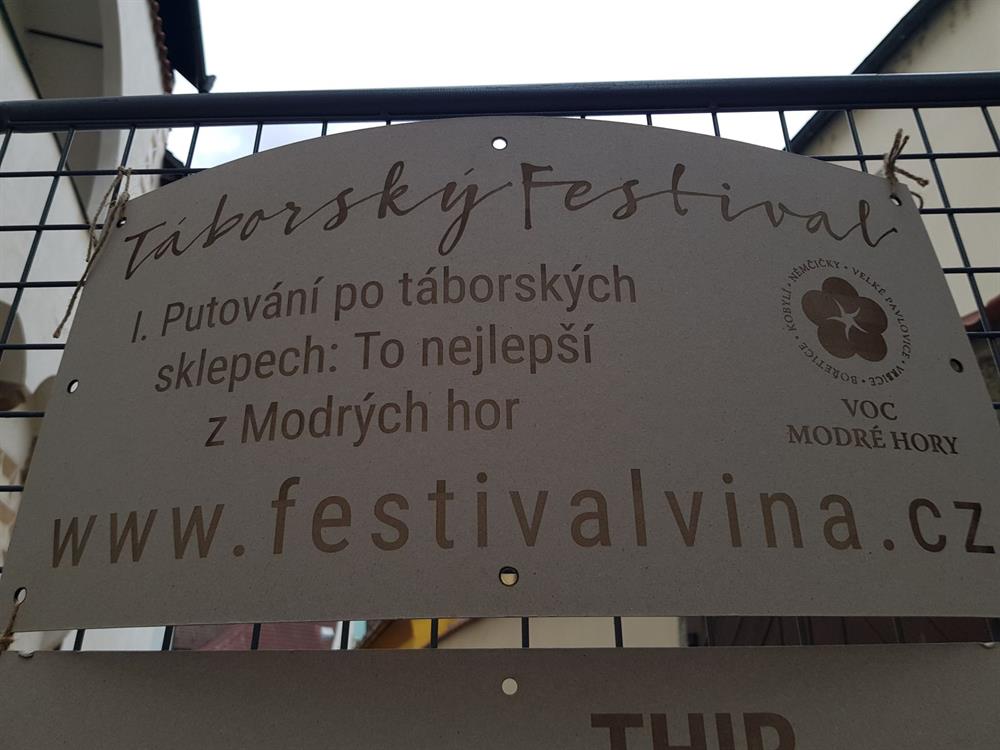 Táborský Festival
I. Putování po táborských
sklepech: To nejlepší
z Modrých hor
KOBYLÍ • NĚMČIČKY • VELKÉ PAVLOVICE • VRBICE • BOŘETICE •
VOC
MODRÉ HORY
www.festivalvina.cz